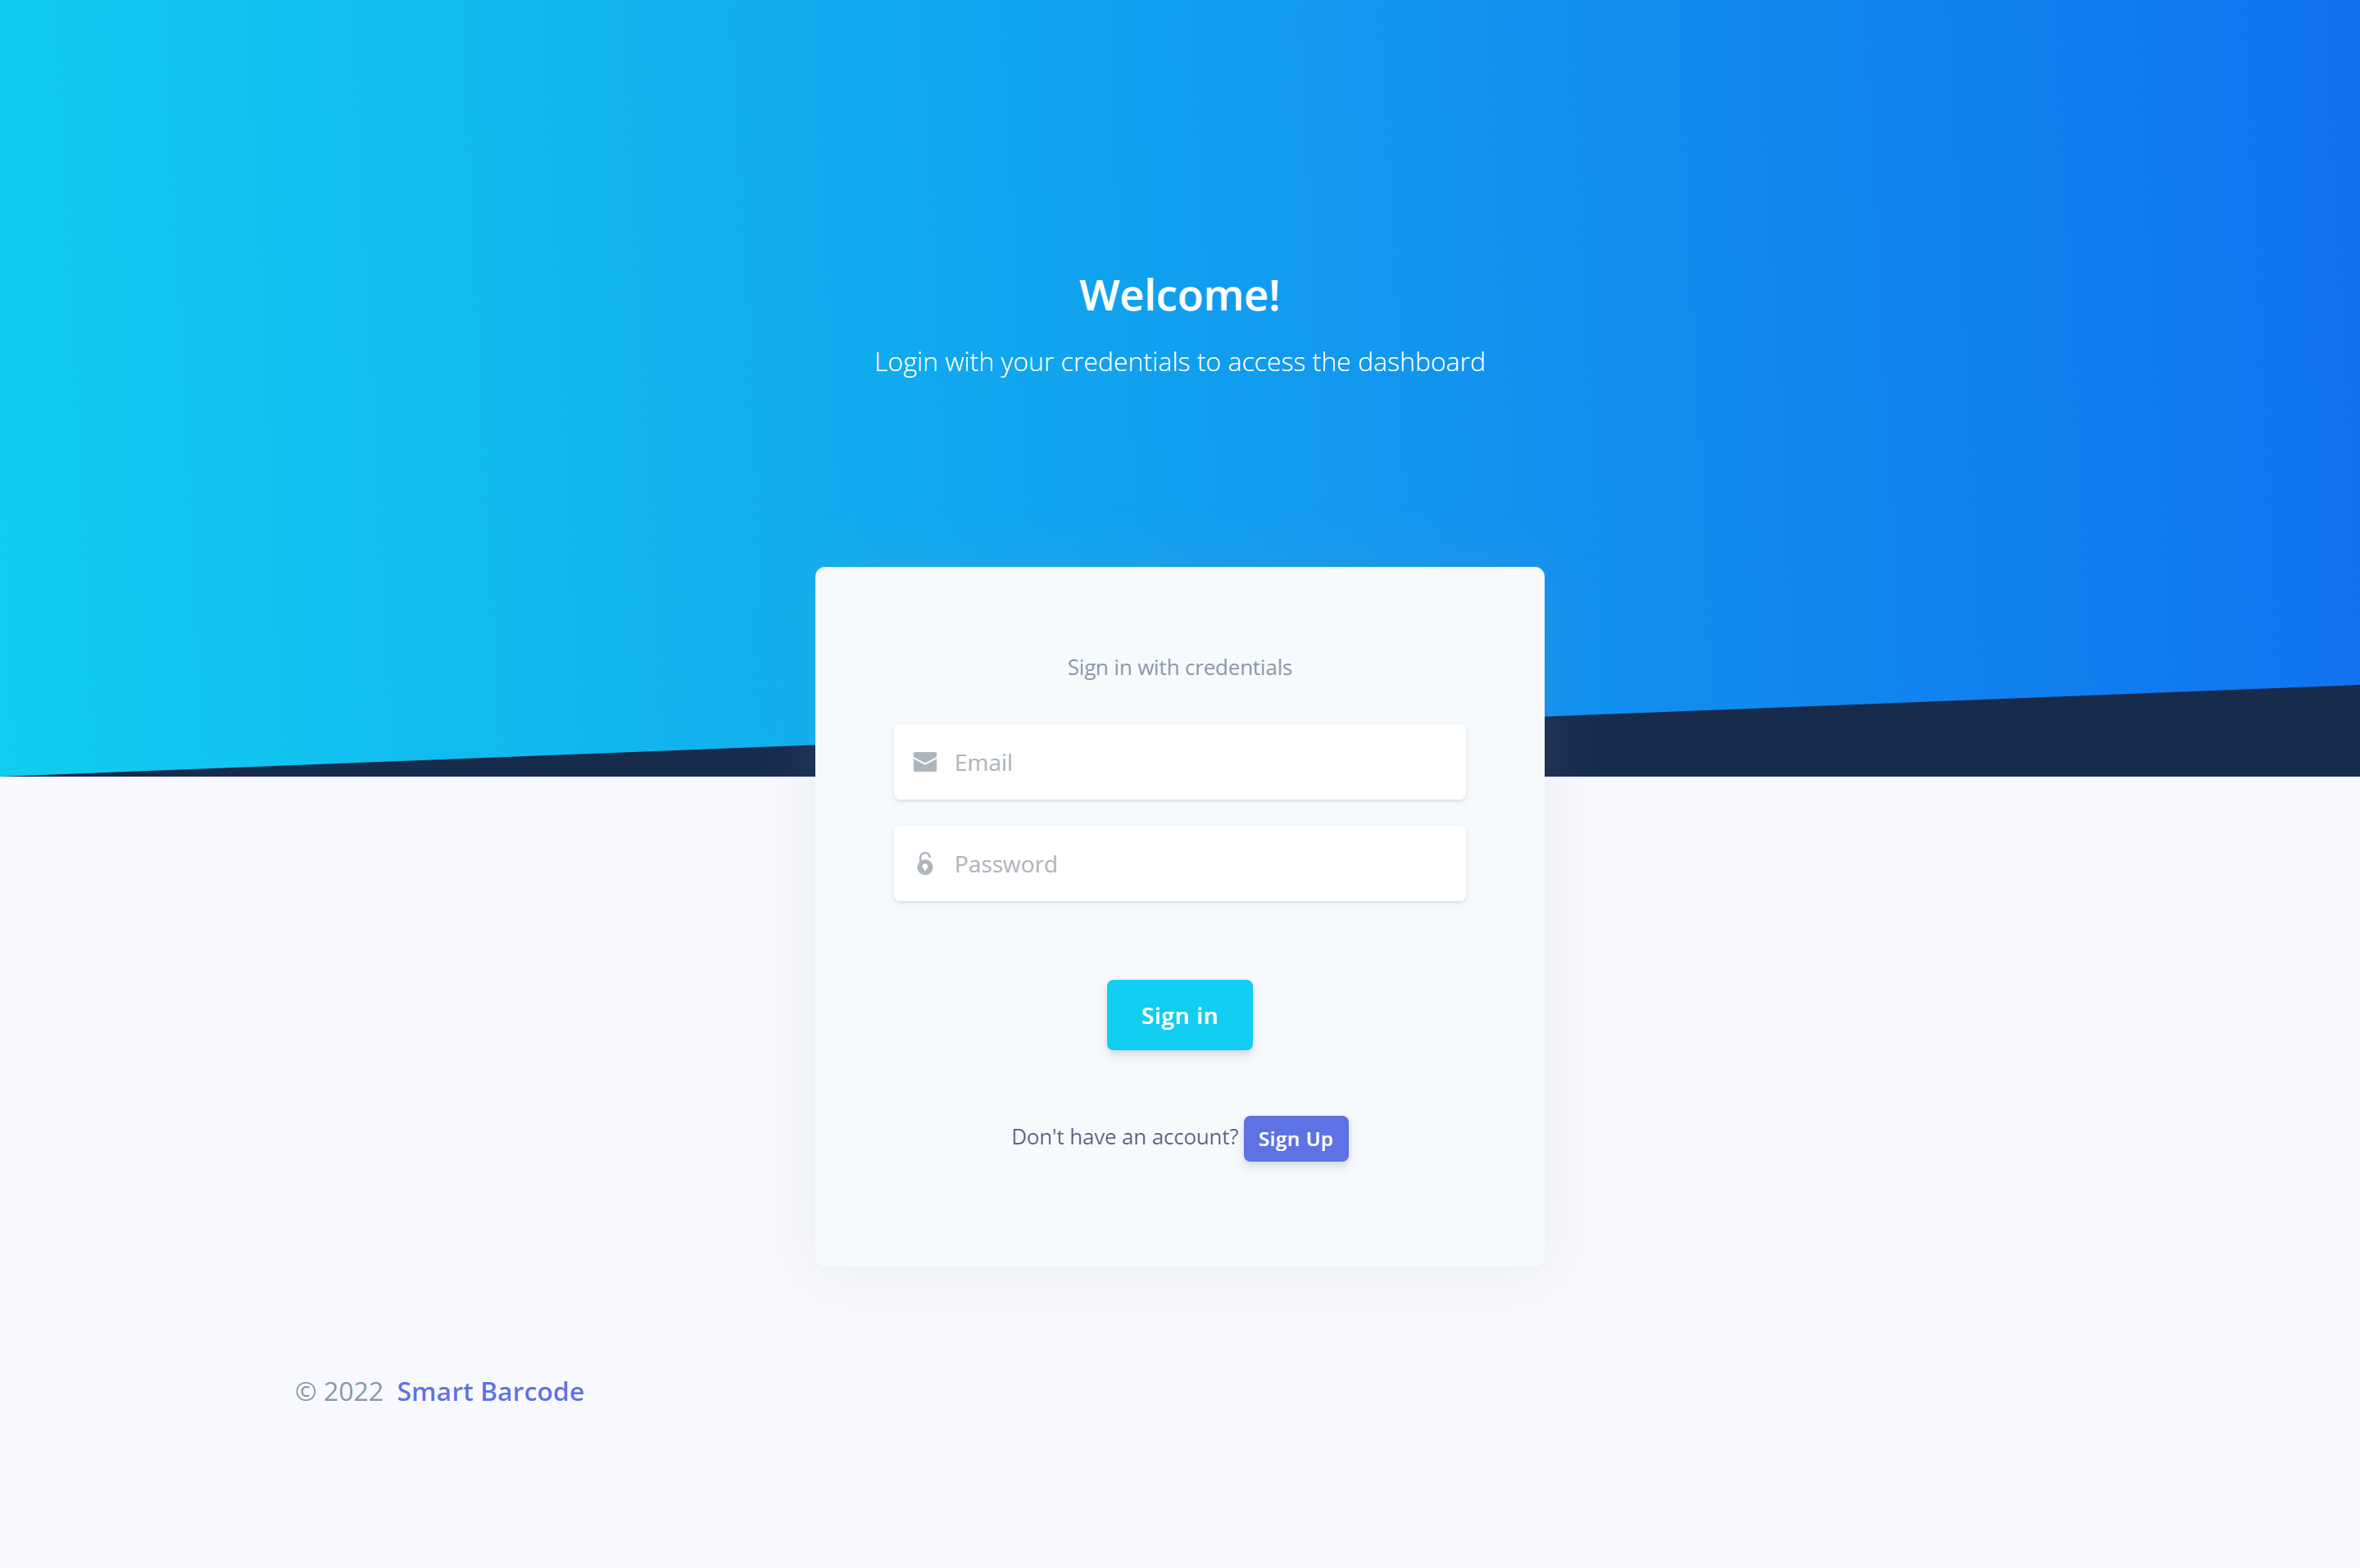 Welcome!
Login with your credentials to access the dashboard
Sign in with credentials
Email
Password
Sign in
Don't have an account? Sign Up
© 2022 Smart Barcode